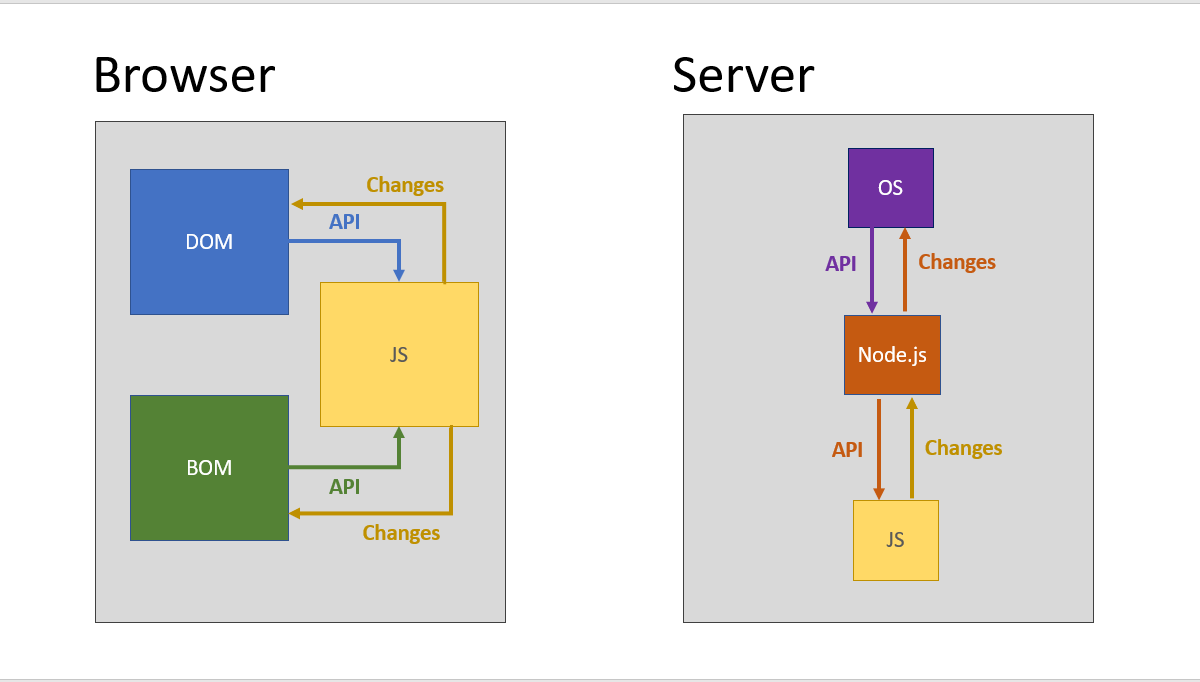 Browser
DOM
Changes
API
JS
BOM
API
Changes
Server
OS
API
Changes
Node.js
API
Changes
JS